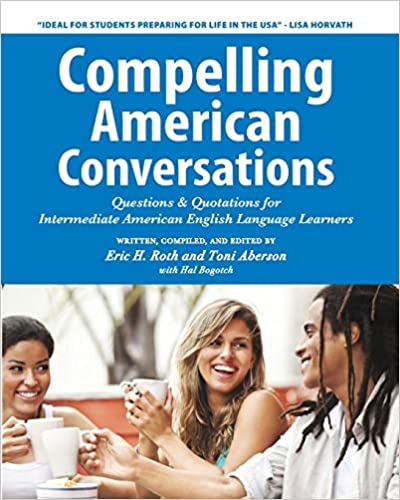 "IDEAL FOR STUDENTS PREPARING FOR LIFE IN THE USA" - LISA HORVATH
Compelling
American
Conversations
Questions & Quotations for
Intermediate American English Language Learners
WRITTEN, COMPILED, AND EDITED BY
Eric H. Roth and Toni Aberson
with Hal Bogotch